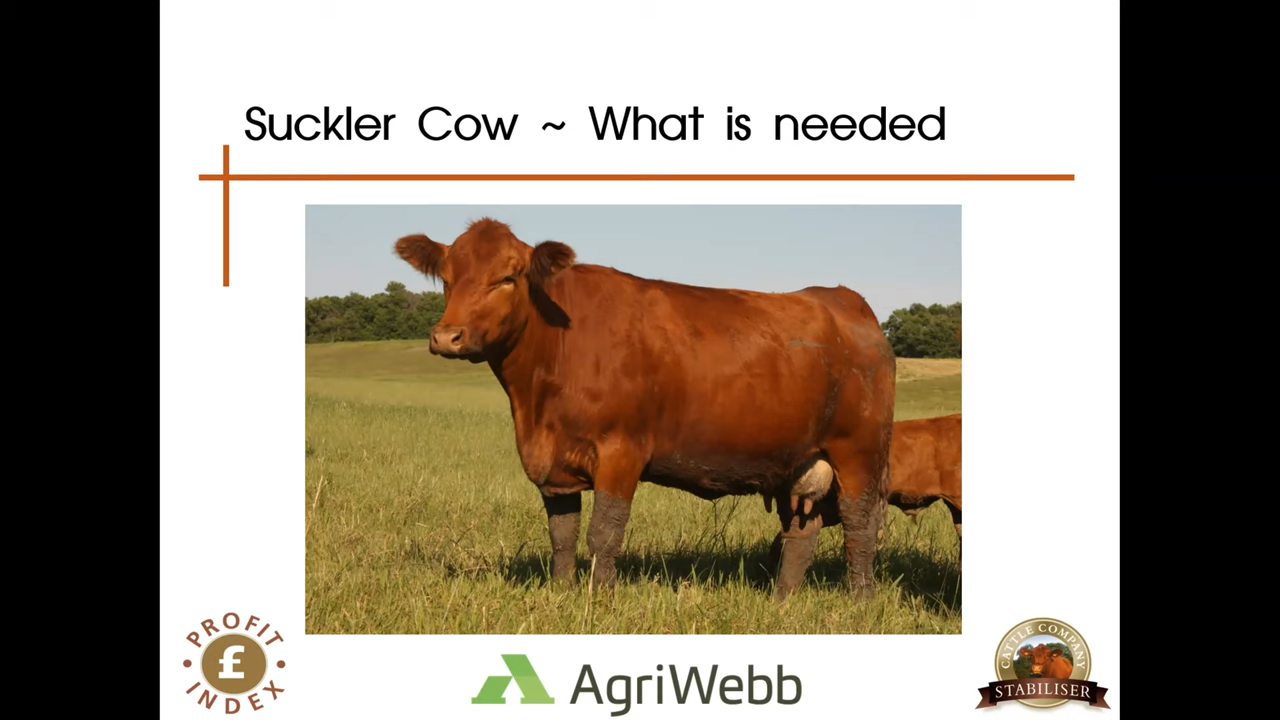 Suckler Cow ~ What is needed
PROFIT
£
INDEX
AgriWebb
CATTLE COMPANY
STABILISER